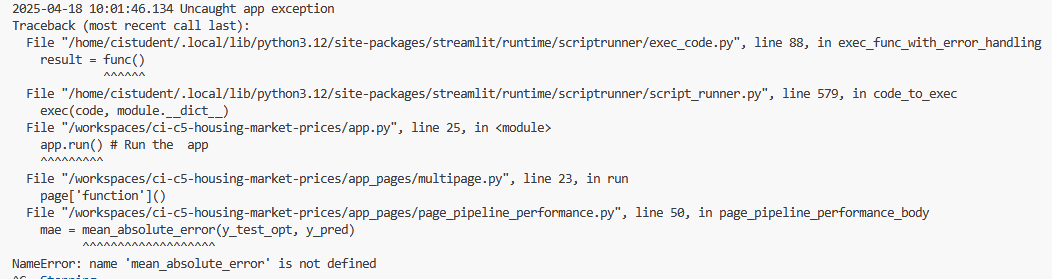 2025-04-18 10:01:46.134 Uncaught app exception
Traceback (most recent call last):
  File "/home/cistudent/.local/lib/python3.12/site-packages/streamlit/runtime/scriptrunner/exec_code.py", line 88, in exec_func_with_error_handling
    result = func()
             ^^^^^^
  File "/home/cistudent/.local/lib/python3.12/site-packages/streamlit/runtime/scriptrunner/script_runner.py", line 579, in code_to_exec
    exec(code, module.__dict__)
  File "/workspaces/ci-c5-housing-market-prices/app.py", line 25, in <module>
    app.run() # Run the  app
    ^^^^^^^^^
  File "/workspaces/ci-c5-housing-market-prices/app_pages/multipage.py", line 23, in run
    page['function']()
  File "/workspaces/ci-c5-housing-market-prices/app_pages/page_pipeline_performance.py", line 50, in page_pipeline_performance_body
    mae = mean_absolute_error(y_test_opt, y_pred)
          ^^^^^^^^^^^^^^^^^^^
NameError: name 'mean_absolute_error' is not defined
^C  Stopping